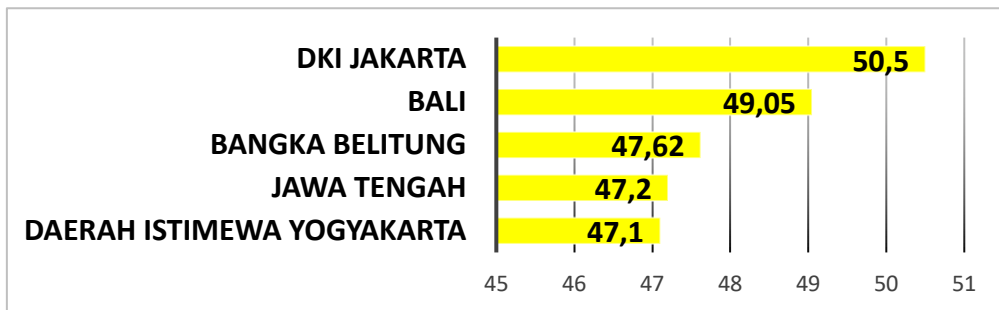 DKI JAKARTA 50,5
BALI 49,05
BANGKA BELITUNG 47,62
JAWA TENGAH 47,2
DAERAH ISTIMEWA YOGYAKARTA 47,1
45 46 47 48 49 50 51